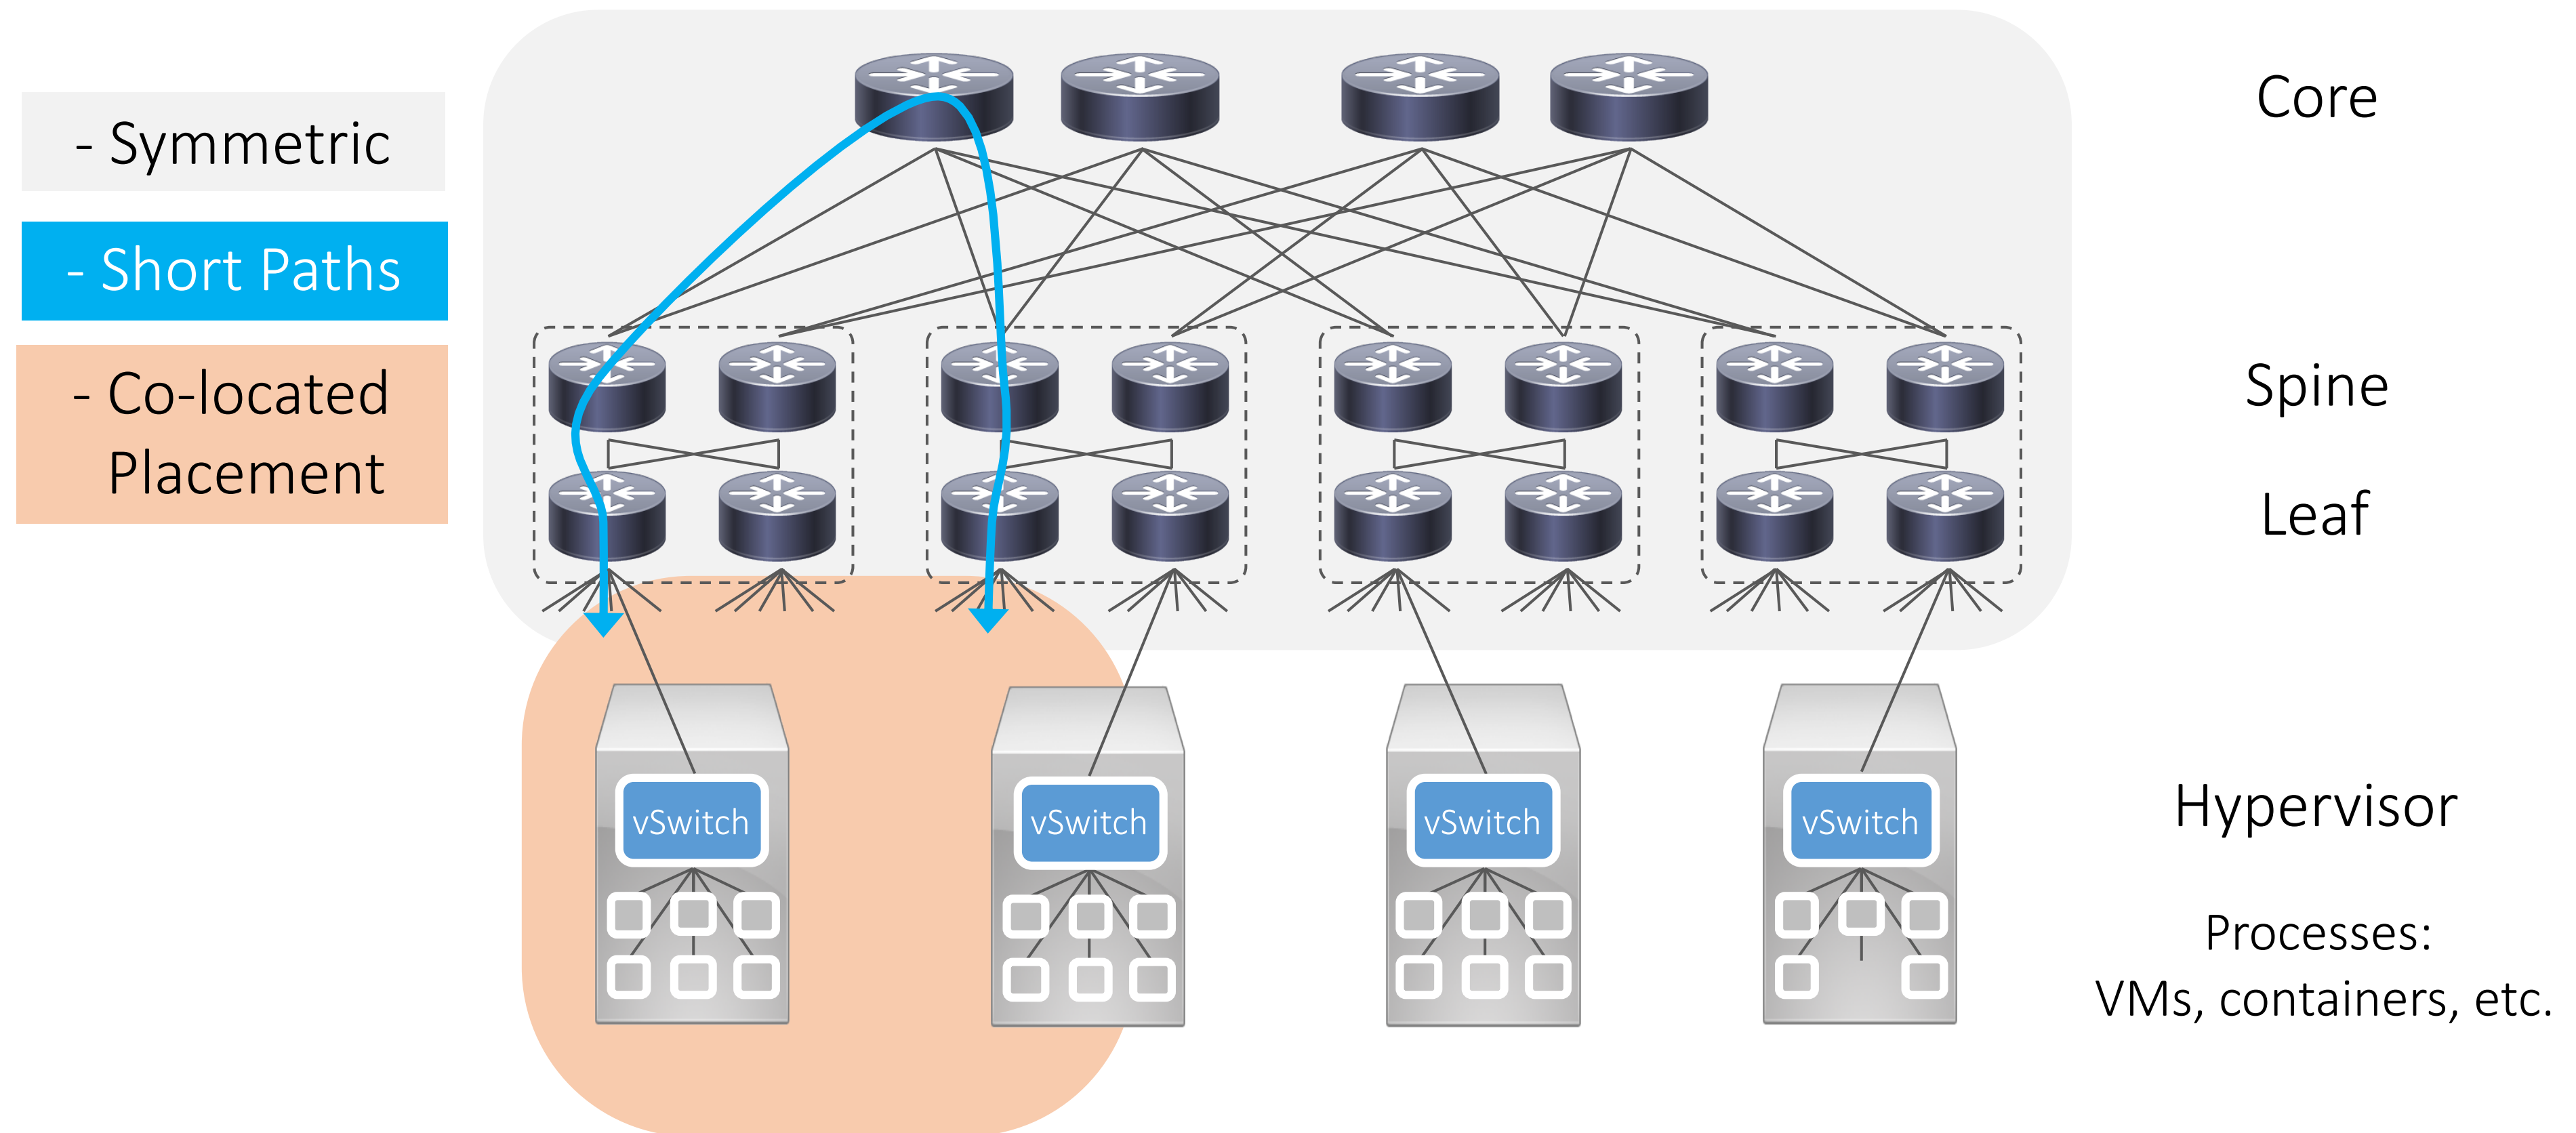 - Symmetric
- Short Paths
- Co-located
Placement
Core
Spine
Leaf
vSwitch
vSwitch
vSwitch
vSwitch
Hypervisor
Processes:
VMs, containers, etc.